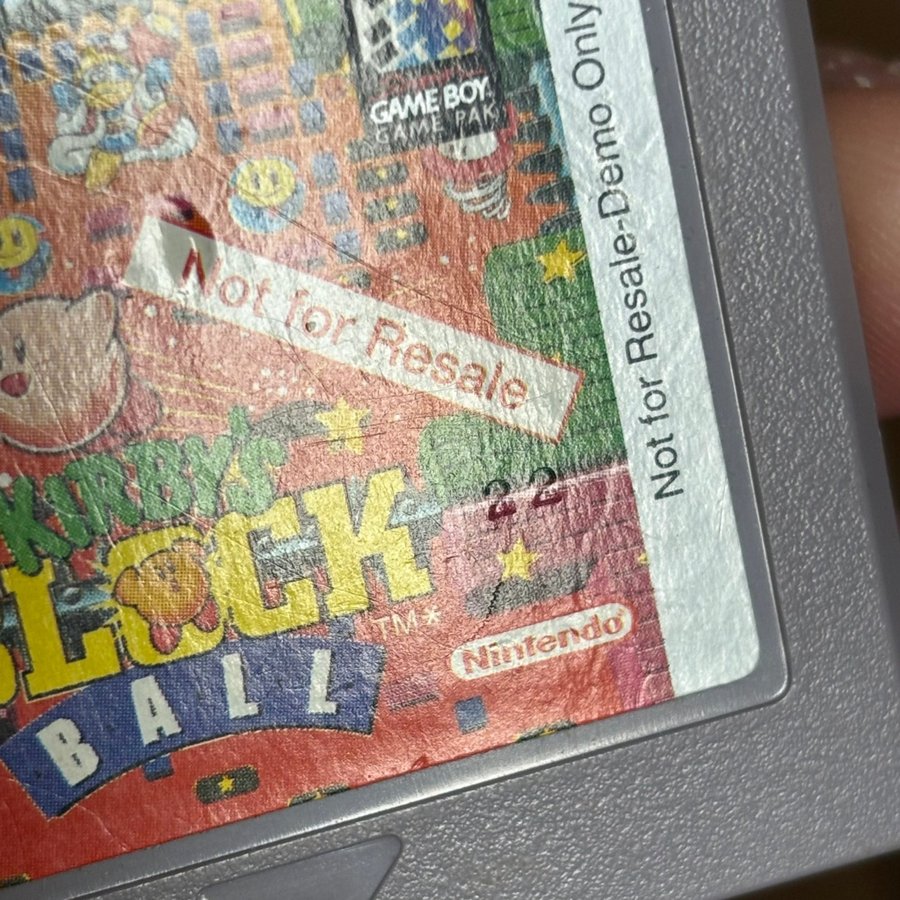 GAME BOY
GAME PAK
Not for Resale-Demo Only
Not for Resale
22
KIRBY'S
BLOCK
BALL
TM*
Nintendo